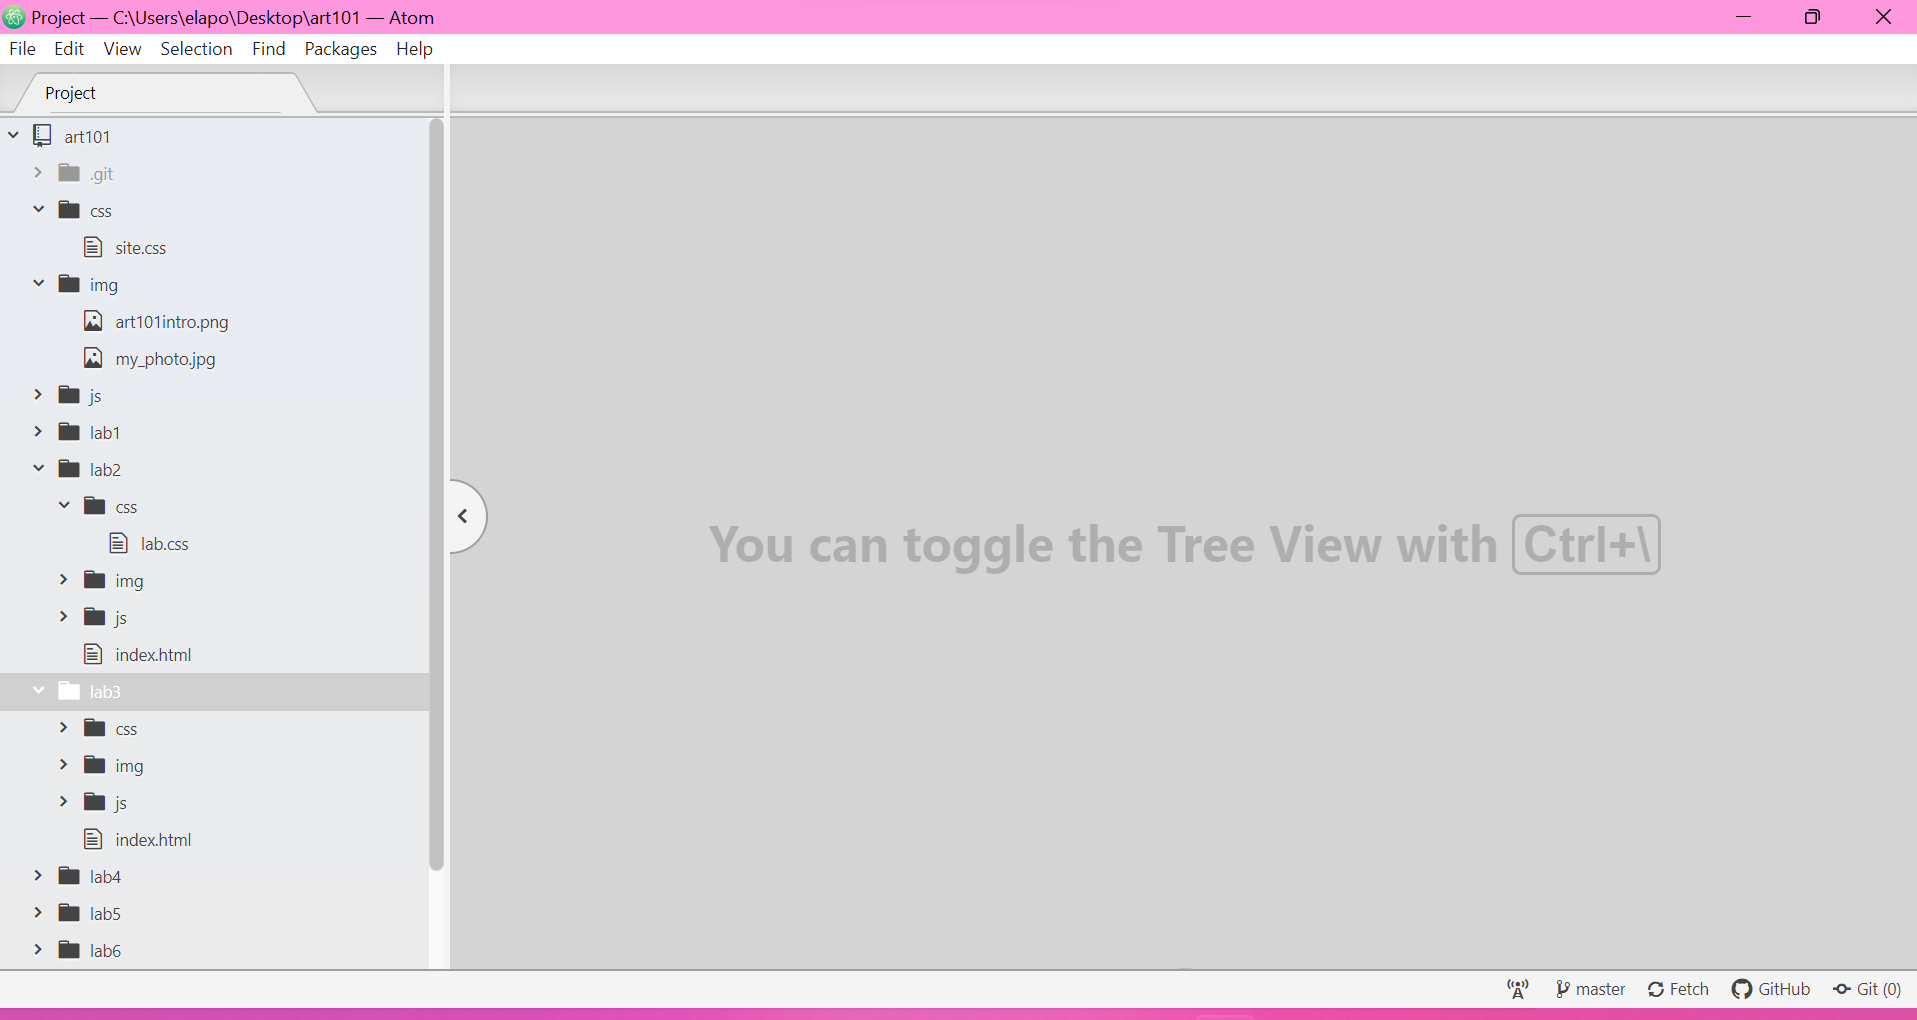 Project — C:\Users\elapo\Desktop\art101 — Atom
File Edit View Selection Find Packages Help
Project
art101
.git
css
site.css
img
art101intro.png
my_photo.jpg
js
lab1
lab2
css
lab.css
img
js
index.html
lab3
css
img
js
index.html
lab4
lab5
lab6
You can toggle the Tree View with Ctrl+\
master Fetch GitHub Git (0)